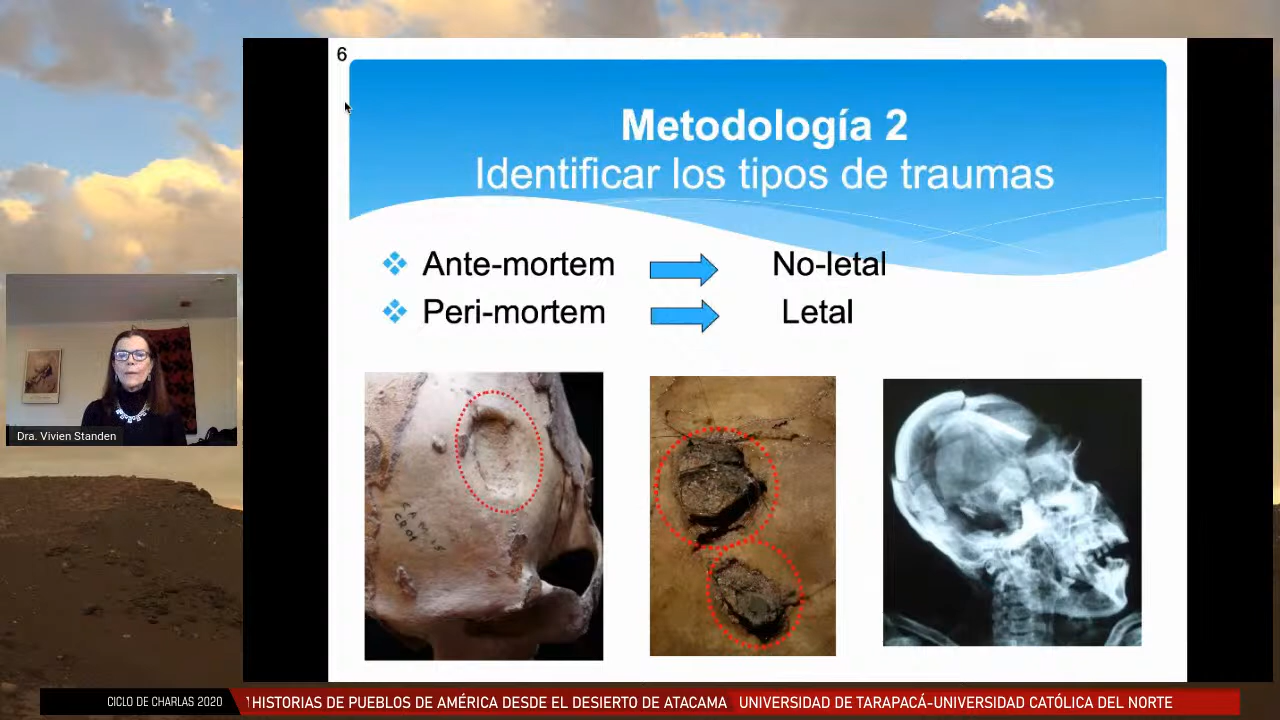 6
Metodología 2
Identificar los tipos de traumas
Ante-mortem No-letal
Peri-mortem Letal
Dra. Vivien Standen
CICLO DE CHARLAS 2020 HISTORIAS DE PUEBLOS DE AMÉRICA DESDE EL DESIERTO DE ATACAMA UNIVERSIDAD DE TARAPACÁ-UNIVERSIDAD CATÓLICA DEL NORTE